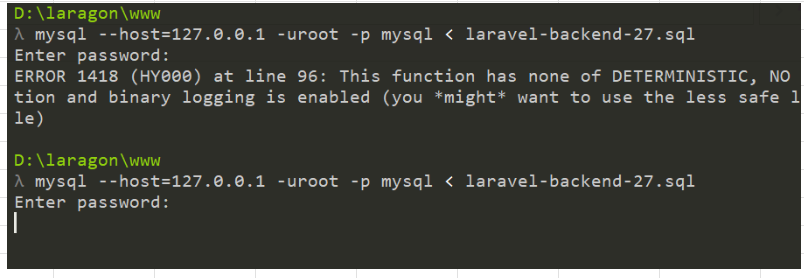 D:\laragon\www
λ mysql --host=127.0.0.1 -uroot -p mysql < laravel-backend-27.sql
Enter password:
ERROR 1418 (HY000) at line 96: This function has none of DETERMINISTIC, NO
tion and binary logging is enabled (you *might* want to use the less safe l
le)
D:\laragon\www
λ mysql --host=127.0.0.1 -uroot -p mysql < laravel-backend-27.sql
Enter password: